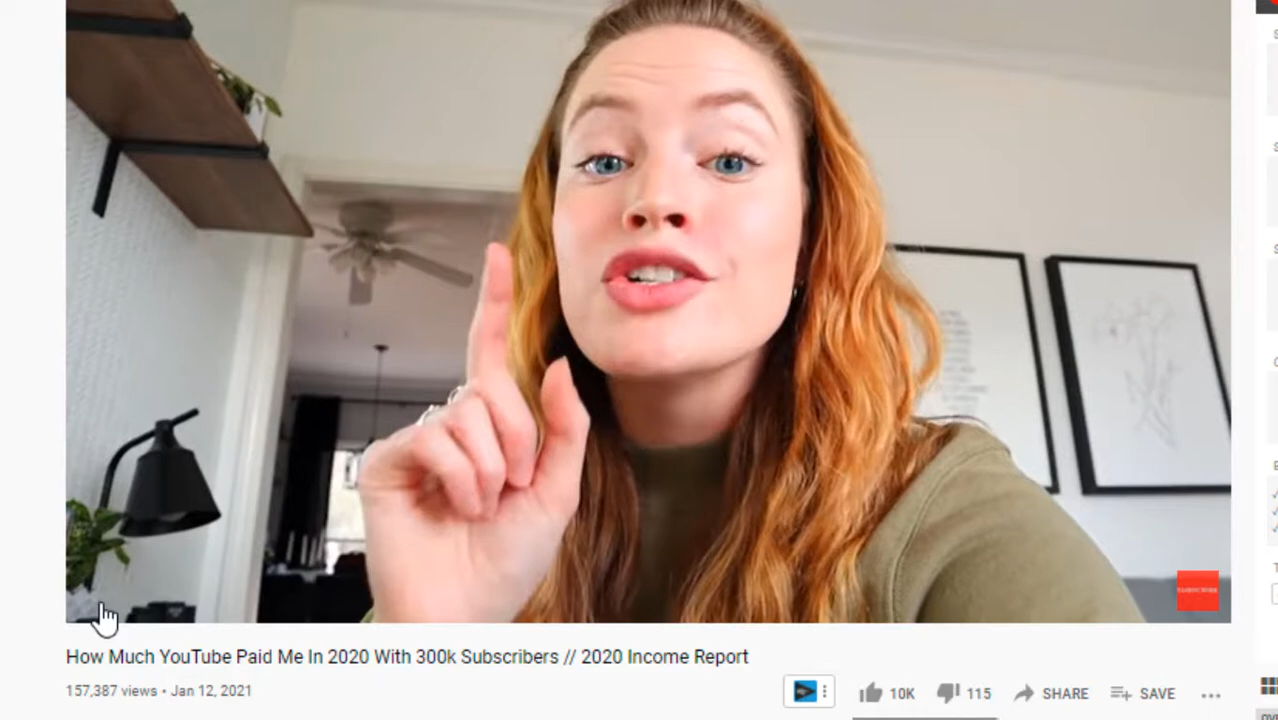 SUBSCRIBE
How Much YouTube Paid Me In 2020 With 300k Subscribers // 2020 Income Report
157,387 views • Jan 12, 2021
10K 115 SHARE SAVE